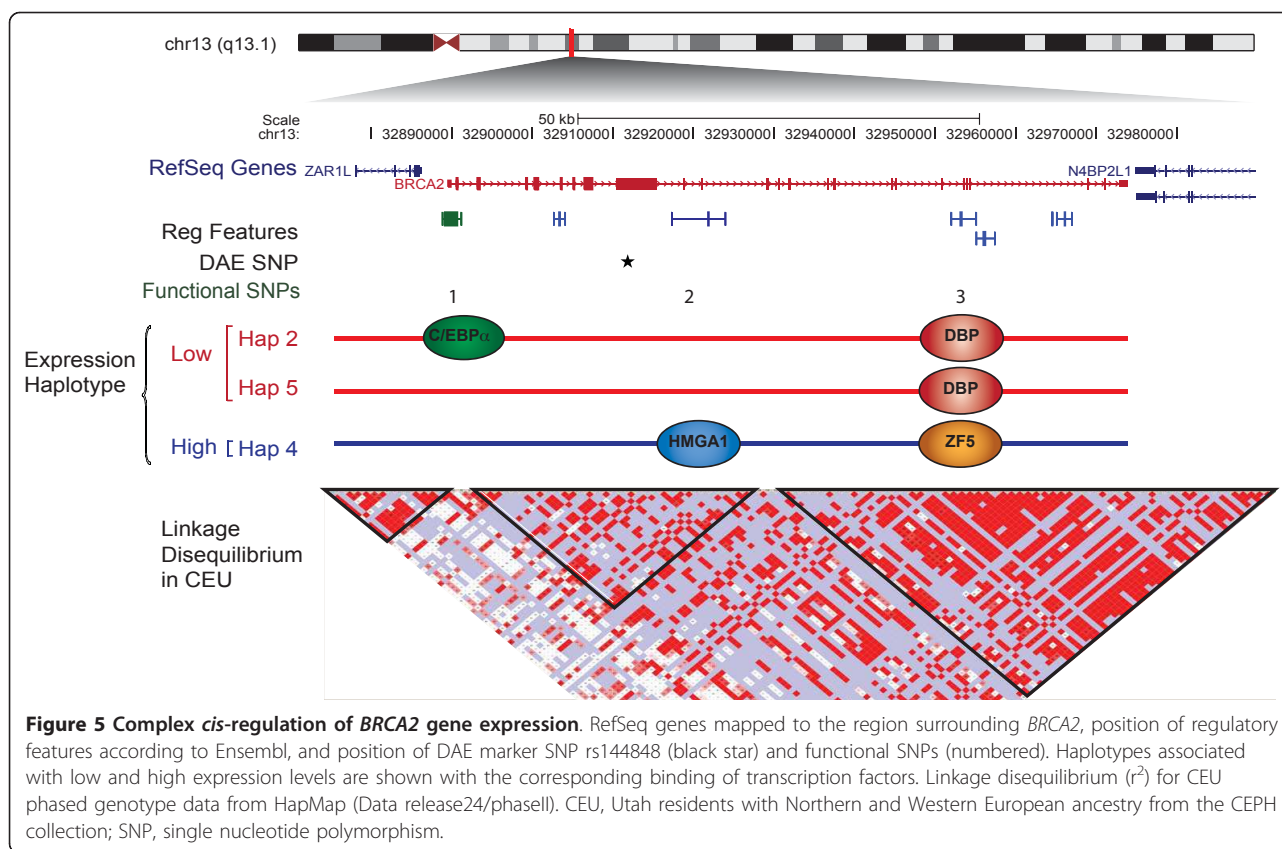 chr13 (q13.1)
Scale 50 kb
chr13: 32890000 32900000 32910000 32920000 32930000 32940000 32950000 32960000 32970000 32980000
RefSeq Genes ZAR1L N4BP2L1
BRCA2
Reg Features
DAE SNP
Functional SNPs
1 2 3
Expression Haplotype
Low Hap 2 C/EBPα DBP
Hap 5 DBP
High Hap 4 HMGA1 ZF5
Linkage
Disequilibrium
in CEU
Figure 5 Complex cis-regulation of BRCA2 gene expression. RefSeq genes mapped to the region surrounding BRCA2, position of regulatory
features according to Ensembl, and position of DAE marker SNP rs144848 (black star) and functional SNPs (numbered). Haplotypes associated
with low and high expression levels are shown with the corresponding binding of transcription factors. Linkage disequilibrium (r²) for CEU
phased genotype data from HapMap (Data release24/phaseII). CEU, Utah residents with Northern and Western European ancestry from the CEPH
collection; SNP, single nucleotide polymorphism.